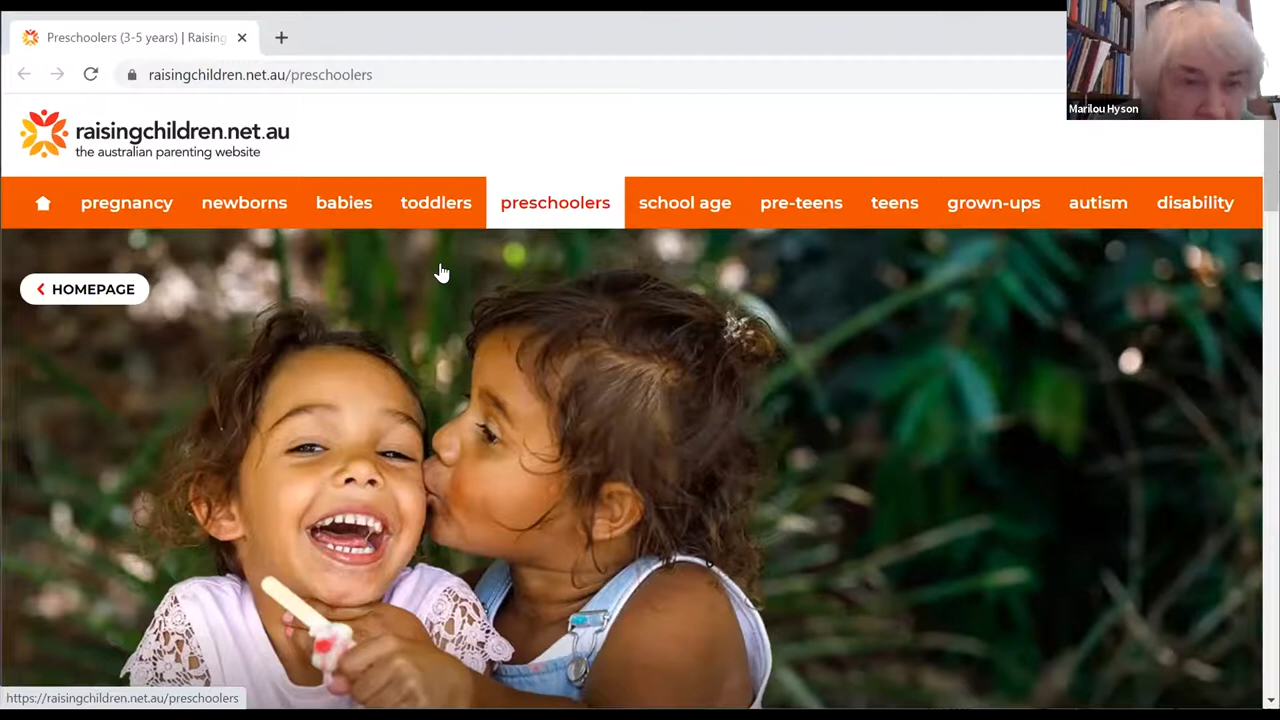 Preschoolers (3-5 years) | Raising
raisingchildren.net.au/preschoolers
Marilou Hyson
raisingchildren.net.au
the australian parenting website
pregnancy newborns babies toddlers preschoolers school age pre-teens teens grown-ups autism disability
HOMEPAGE
https://raisingchildren.net.au/preschoolers